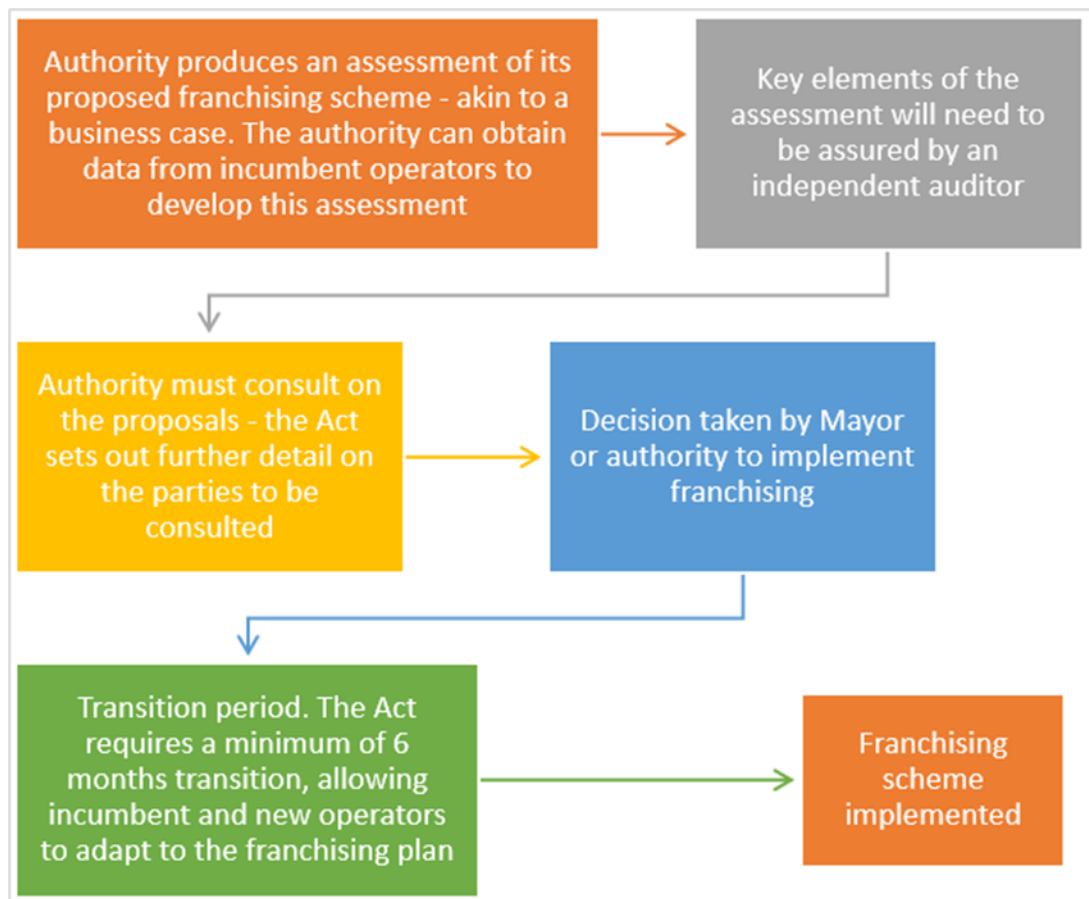 Authority produces an assessment of its
proposed franchising scheme - akin to a
business case. The authority can obtain
data from incumbent operators to
develop this assessment
Key elements of the
assessment will need to
be assured by an
independent auditor
Authority must consult on
the proposals - the Act
sets out further detail on
the parties to be
consulted
Decision taken by Mayor
or authority to implement
franchising
Transition period. The Act
requires a minimum of 6
months transition, allowing
incumbent and new operators
to adapt to the franchising plan
Franchising
scheme
implemented